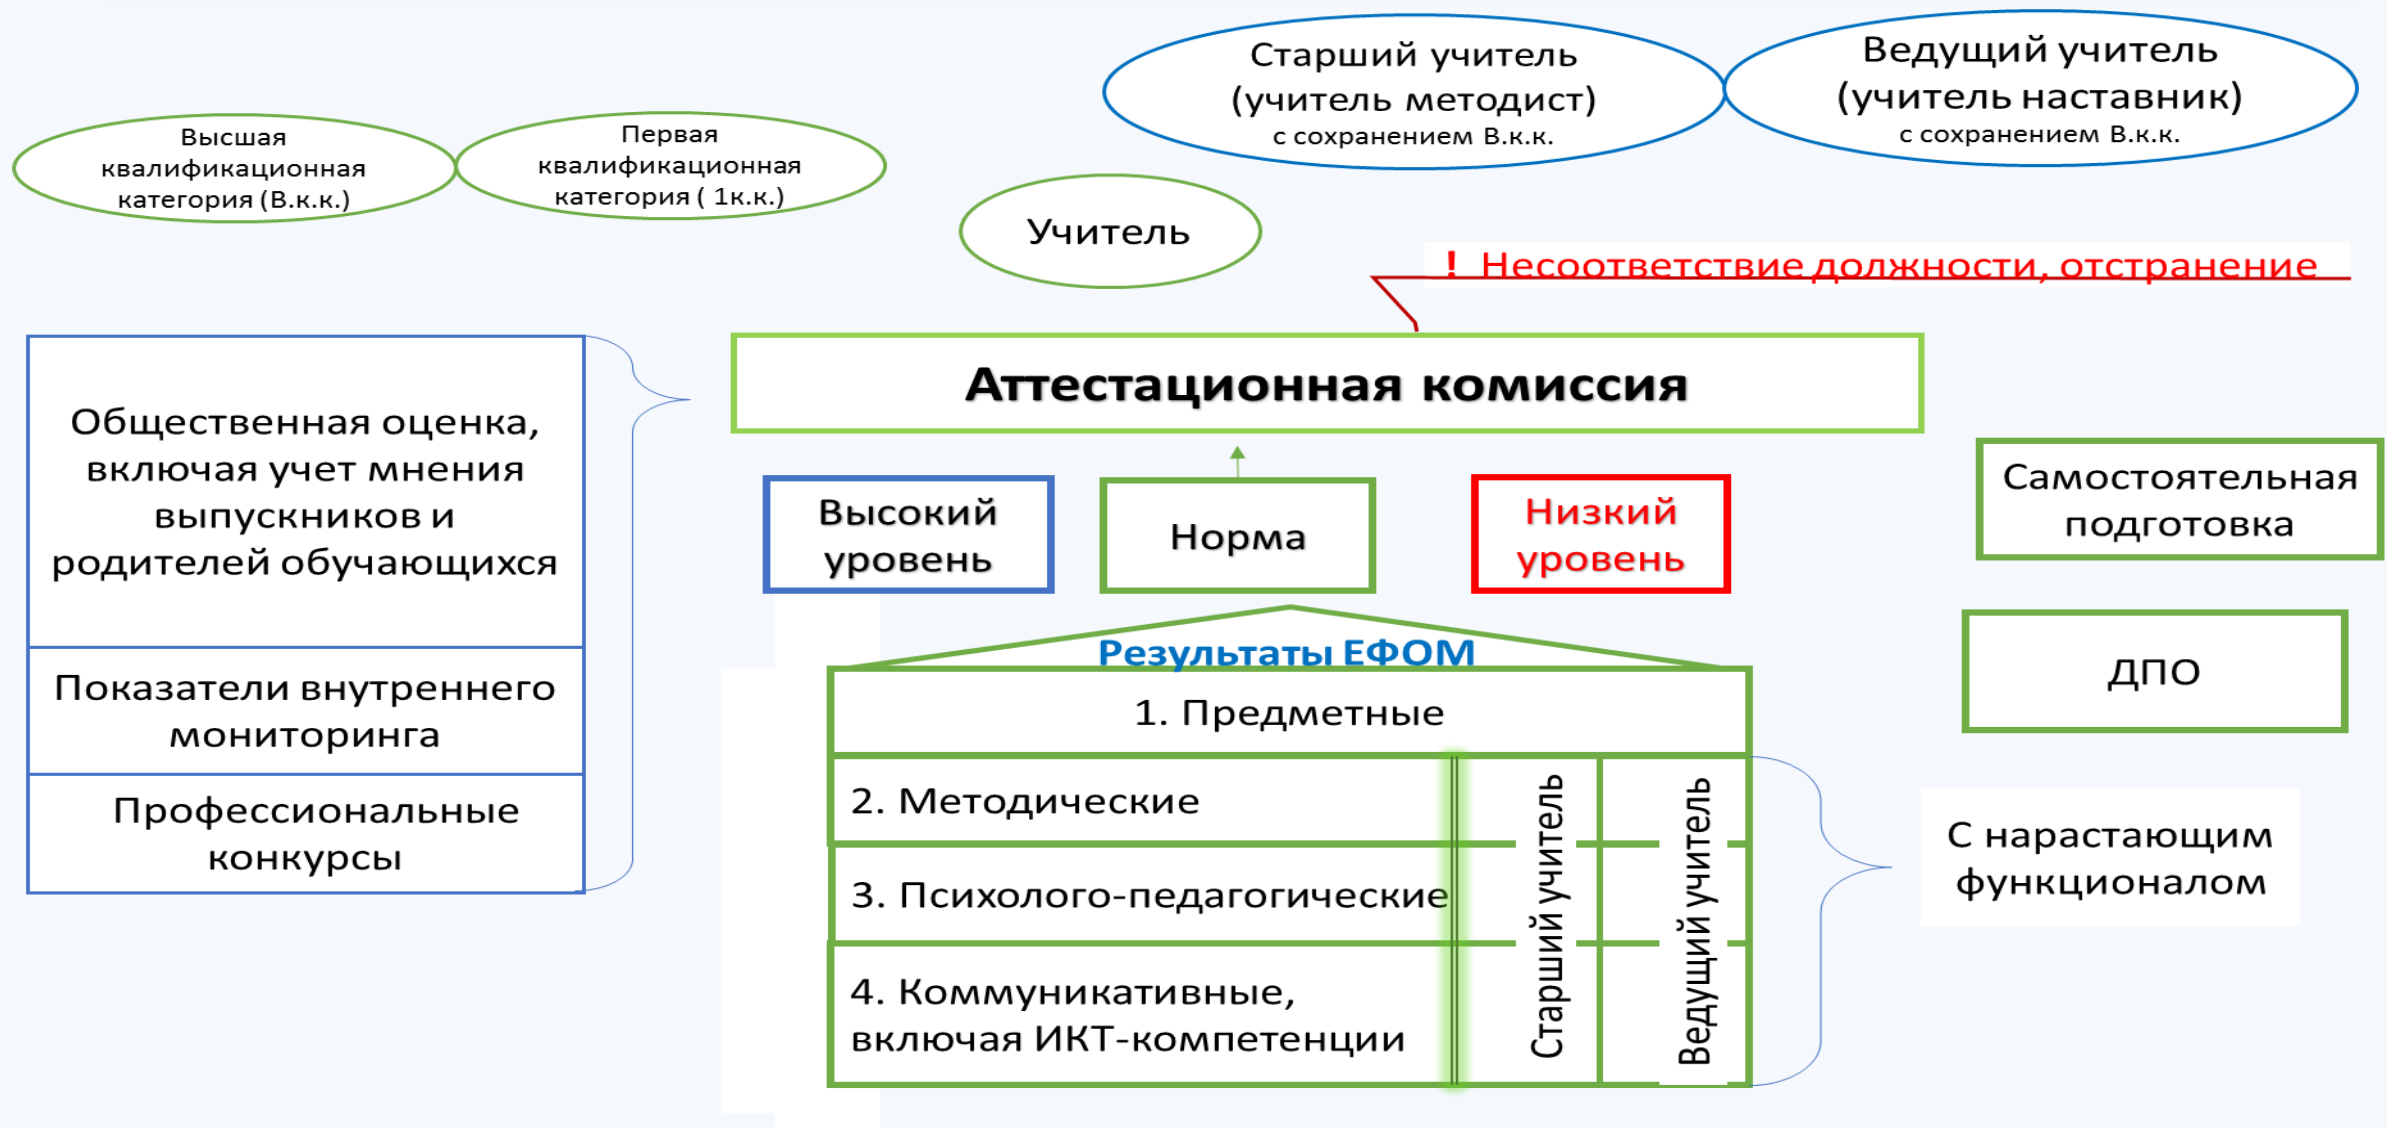 Старший учитель
(учитель методист)
с сохранением В.к.к.
Ведущий учитель
(учитель наставник)
с сохранением В.к.к.
Высшая
квалификационная
категория (В.к.к.)
Первая
квалификационная
категория ( 1к.к.)
Учитель
! Несоответствие должности, отстранение
Аттестационная комиссия
Общественная оценка,
включая учет мнения
выпускников и
родителей обучающихся
Показатели внутреннего
мониторинга
Профессиональные
конкурсы
Высокий
уровень
Норма
Низкий
уровень
Самостоятельная
подготовка
ДПО
Результаты ЕФОМ
1. Предметные
2. Методические
3. Психолого-педагогические
4. Коммуникативные,
включая ИКТ-компетенции
Старший учитель
Ведущий учитель
С нарастающим
функционалом